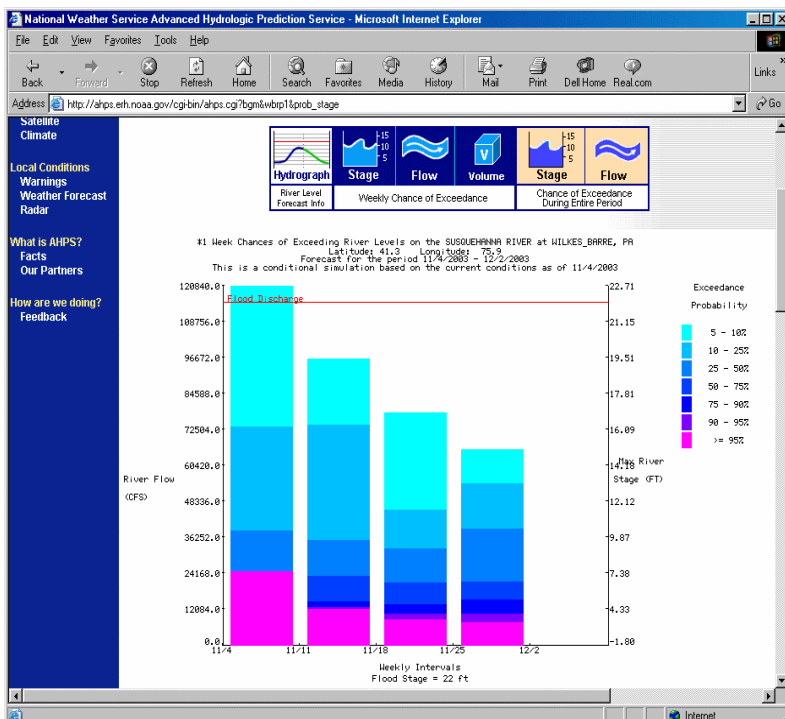 National Weather Service Advanced Hydrologic Prediction Service - Microsoft Internet Explorer
File Edit View Favorites Tools Help
Back Forward Stop Refresh Home Search Favorites Media History Mail Print Dell Home Real.com Links »
Address http://ahps.erh.noaa.gov/cgi-bin/ahps.cgi?bgm&wbrp1&prob_stage Go
Satellite
Climate
Local Conditions
Warnings
Weather Forecast
Radar
What is AHPS?
Facts
Our Partners
How are we doing?
Feedback
15 10 5 V 15 10 5
Hydrograph Stage Flow Volume Stage Flow
River Level Forecast Info Weekly Chance of Exceedance Chance of Exceedance During Entire Period
*1 Week Chances of Exceeding River Levels on the SUSQUEHANNA RIVER at WILKES_BARRE, PA
Latitude: 41.3 Longitude: 75.9
Forecast for the period 11/4/2003 - 12/2/2003
This is a conditional simulation based on the current conditions as of 11/4/2003
120840.0 22.71 Exceedance
Flood Discharge
Probability
108756.0 21.15
5 - 10%
10 - 25%
96672.0 19.51
25 - 50%
50 - 75%
84588.0 17.81
75 - 90%
90 - 95%
72504.0 16.09
>= 95%
60420.0 14.18 Max River
River Flow Stage (FT)
(CFS)
48336.0 12.12
36252.0 9.87
24168.0 7.38
12084.0 4.33
0.0 -1.80
11/4 11/11 11/18 11/25 12/2
Weekly Intervals
Flood Stage = 22 ft
Internet